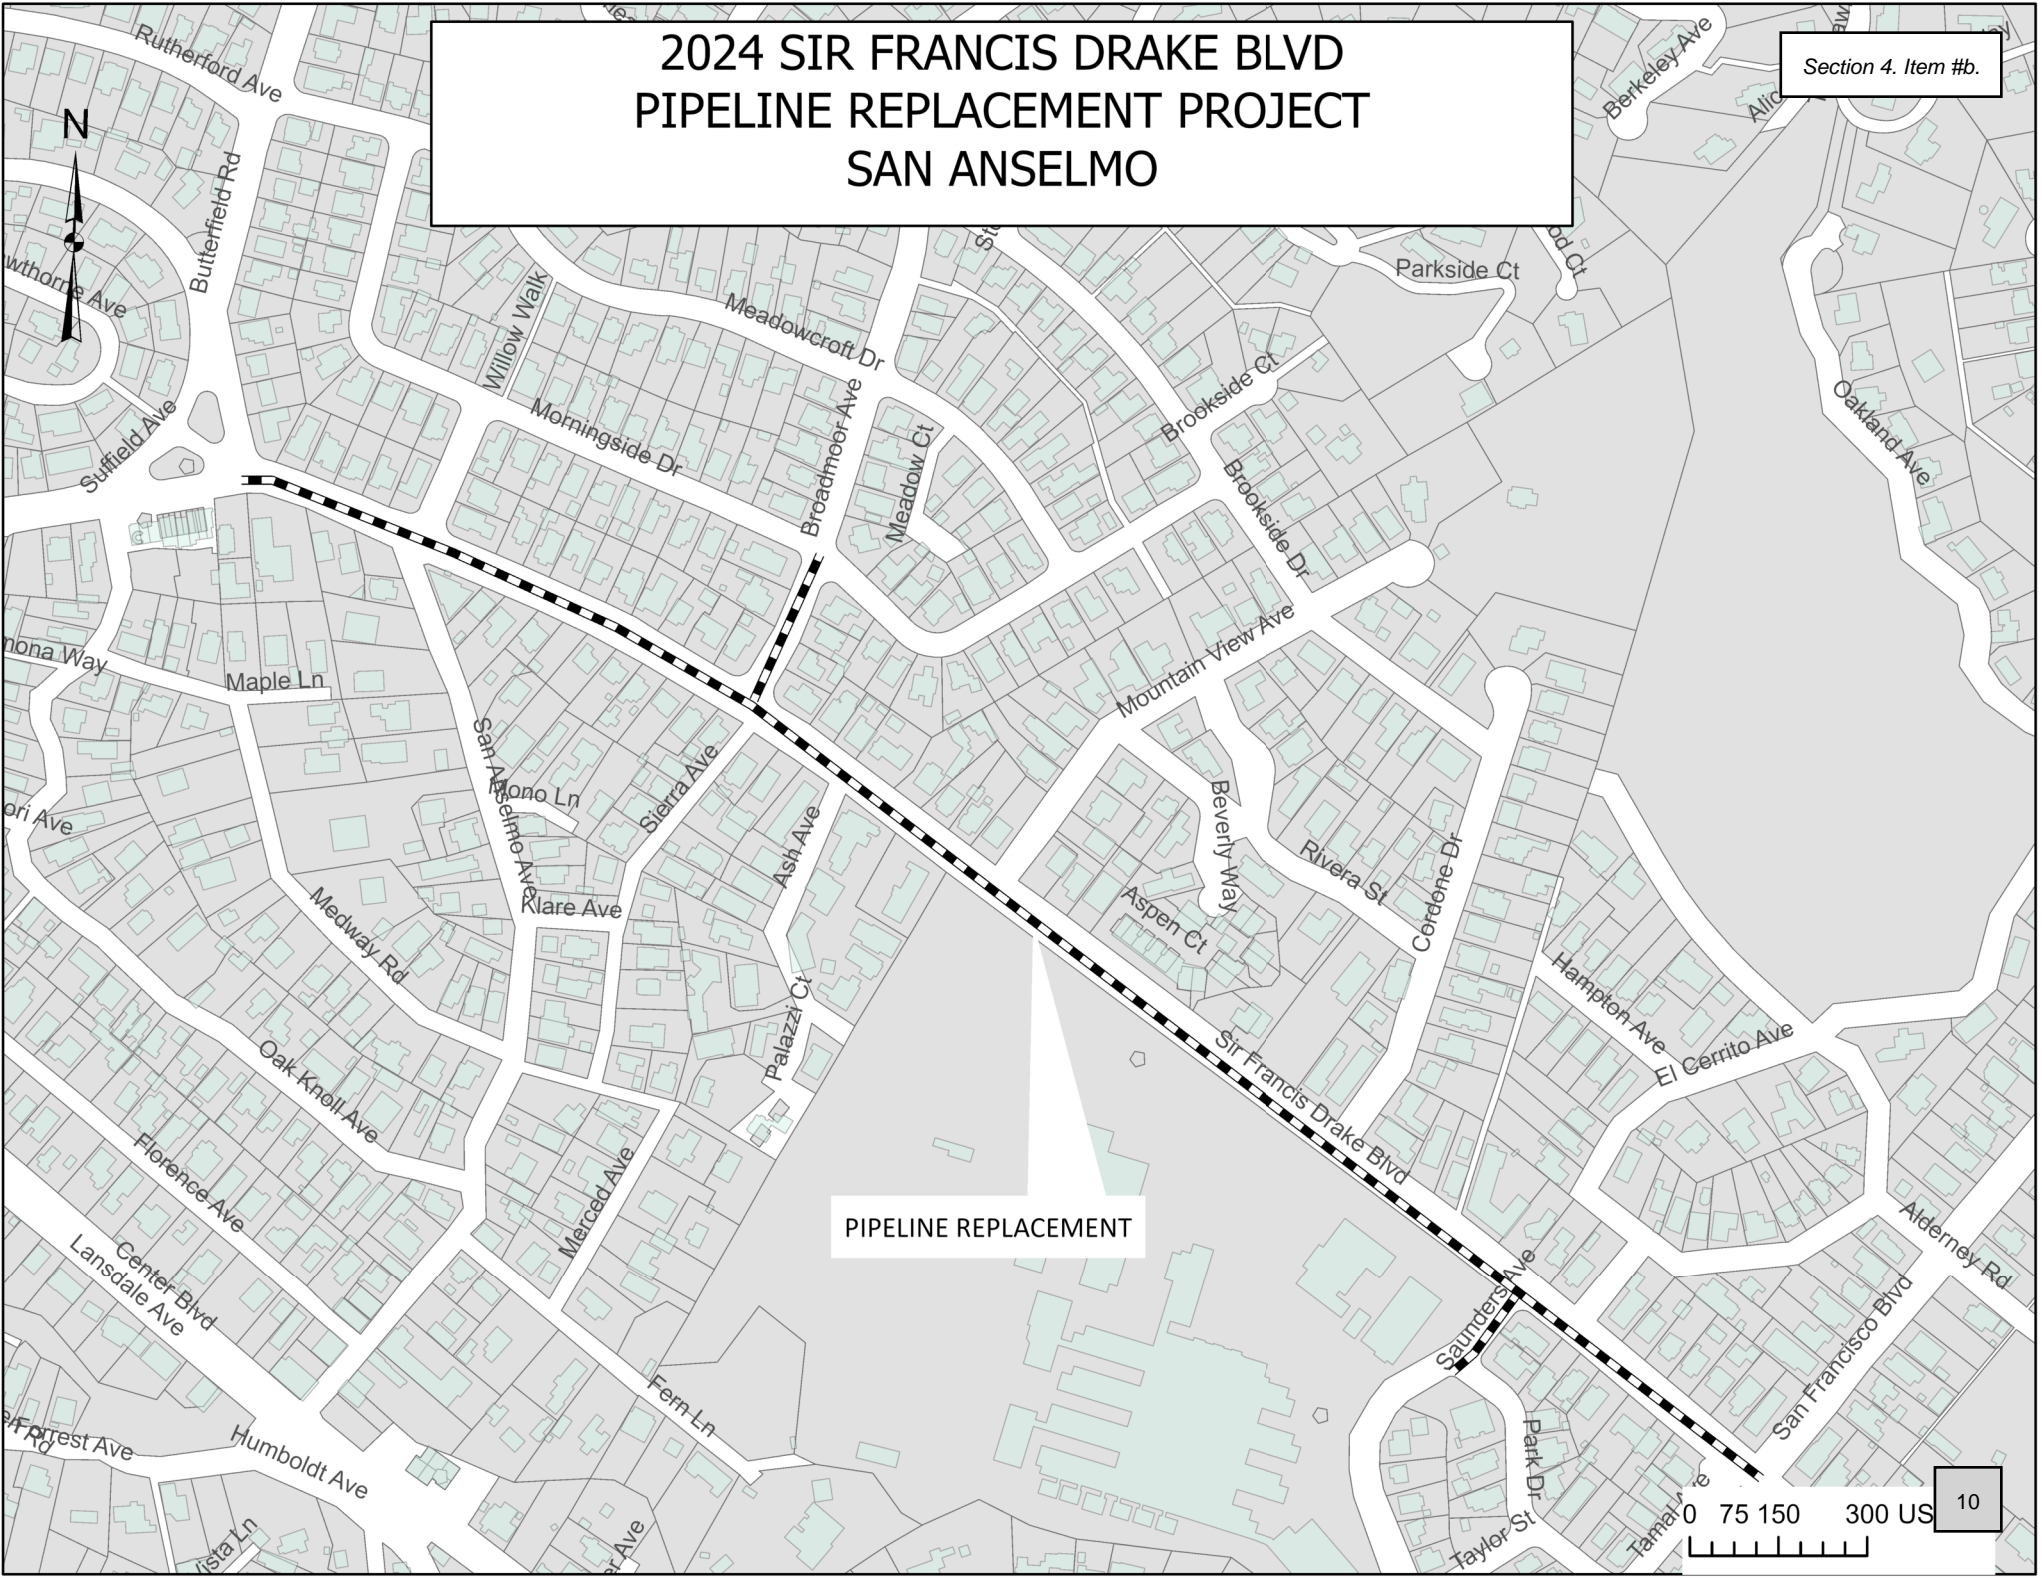 2024 SIR FRANCIS DRAKE BLVD
PIPELINE REPLACEMENT PROJECT
SAN ANSELMO
Section 4. Item #b.
N
Rutherford Ave
Butterfield Rd
Berkeley Ave
Parkside Ct
Willow Walk
Meadowcroft Dr
Suffield Ave
Morningside Dr
Broadmoor Ave
Meadow Ct
Brookside Ct
Brookside Dr
Oakland Ave
Mountain View Ave
Maple Ln
San Anselmo Ave
Mono Ln
Sierra Ave
Ash Ave
Beverly Way
Rivera St
Cordone Dr
Aspen Ct
Klare Ave
Medway Rd
Palazzi Ct
Hampton Ave
El Cerrito Ave
Sir Francis Drake Blvd
Oak Knoll Ave
Florence Ave
Merced Ave
PIPELINE REPLACEMENT
Alderney Rd
Center Blvd
Lansdale Ave
Saunders Ave
San Francisco Blvd
Fern Ln
Forrest Ave
Humboldt Ave
Park Dr
Taylor St
Tamal Ave
0 75 150 300 US
10